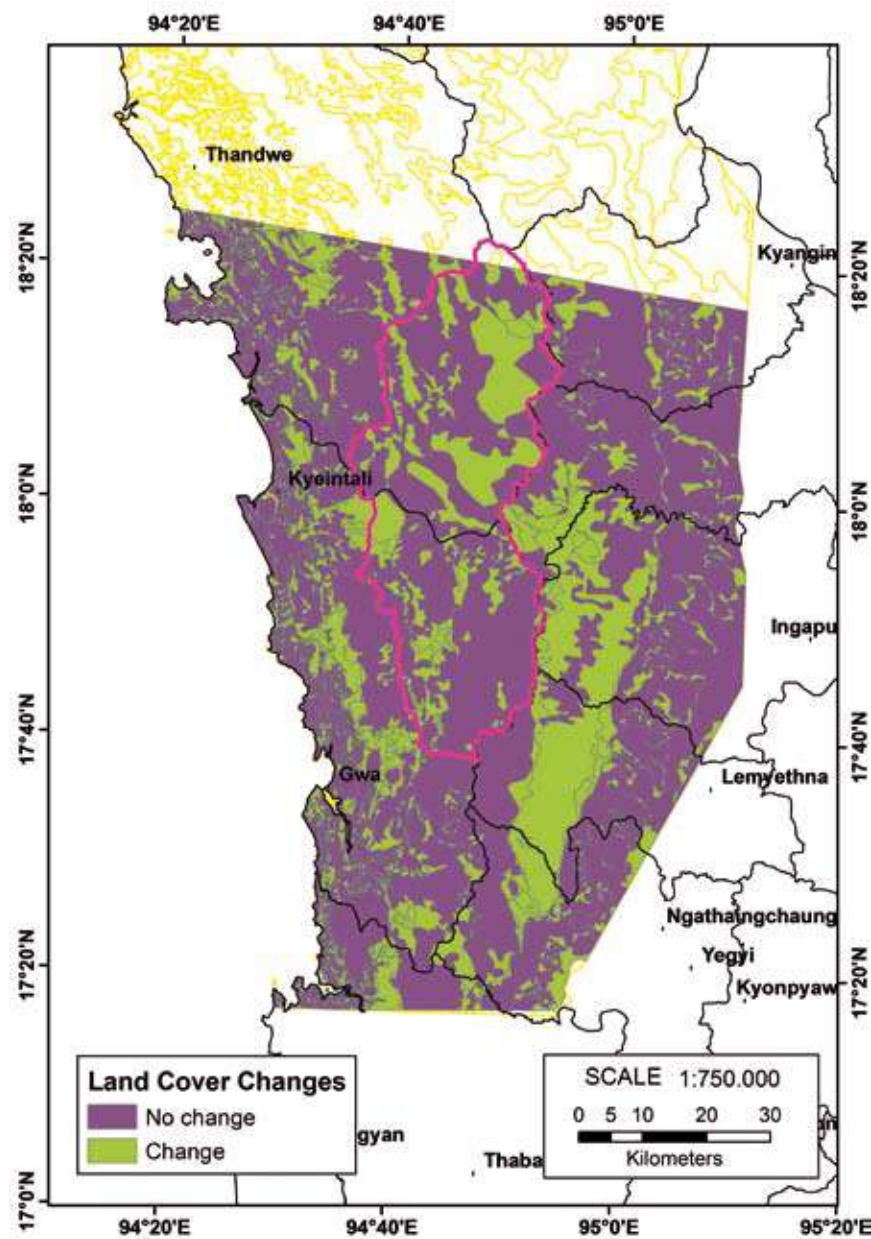 94°20'E 94°40'E 95°0'E
Thandwe
18°20'N
Kyangin
18°20'N
Kyeintali
18°0'N
18°0'N
Ingapu
17°40'N
17°40'N
Gwa
Lemyethna
Ngathaingchaung
Yegyi
17°20'N
17°20'N
Kyonpyaw
Land Cover Changes
No change
Change
SCALE 1:750.000
0 5 10 20 30
Kilometers
gyan
Thaba
on
17°0'N
94°20'E 94°40'E 95°0'E 95°20'E